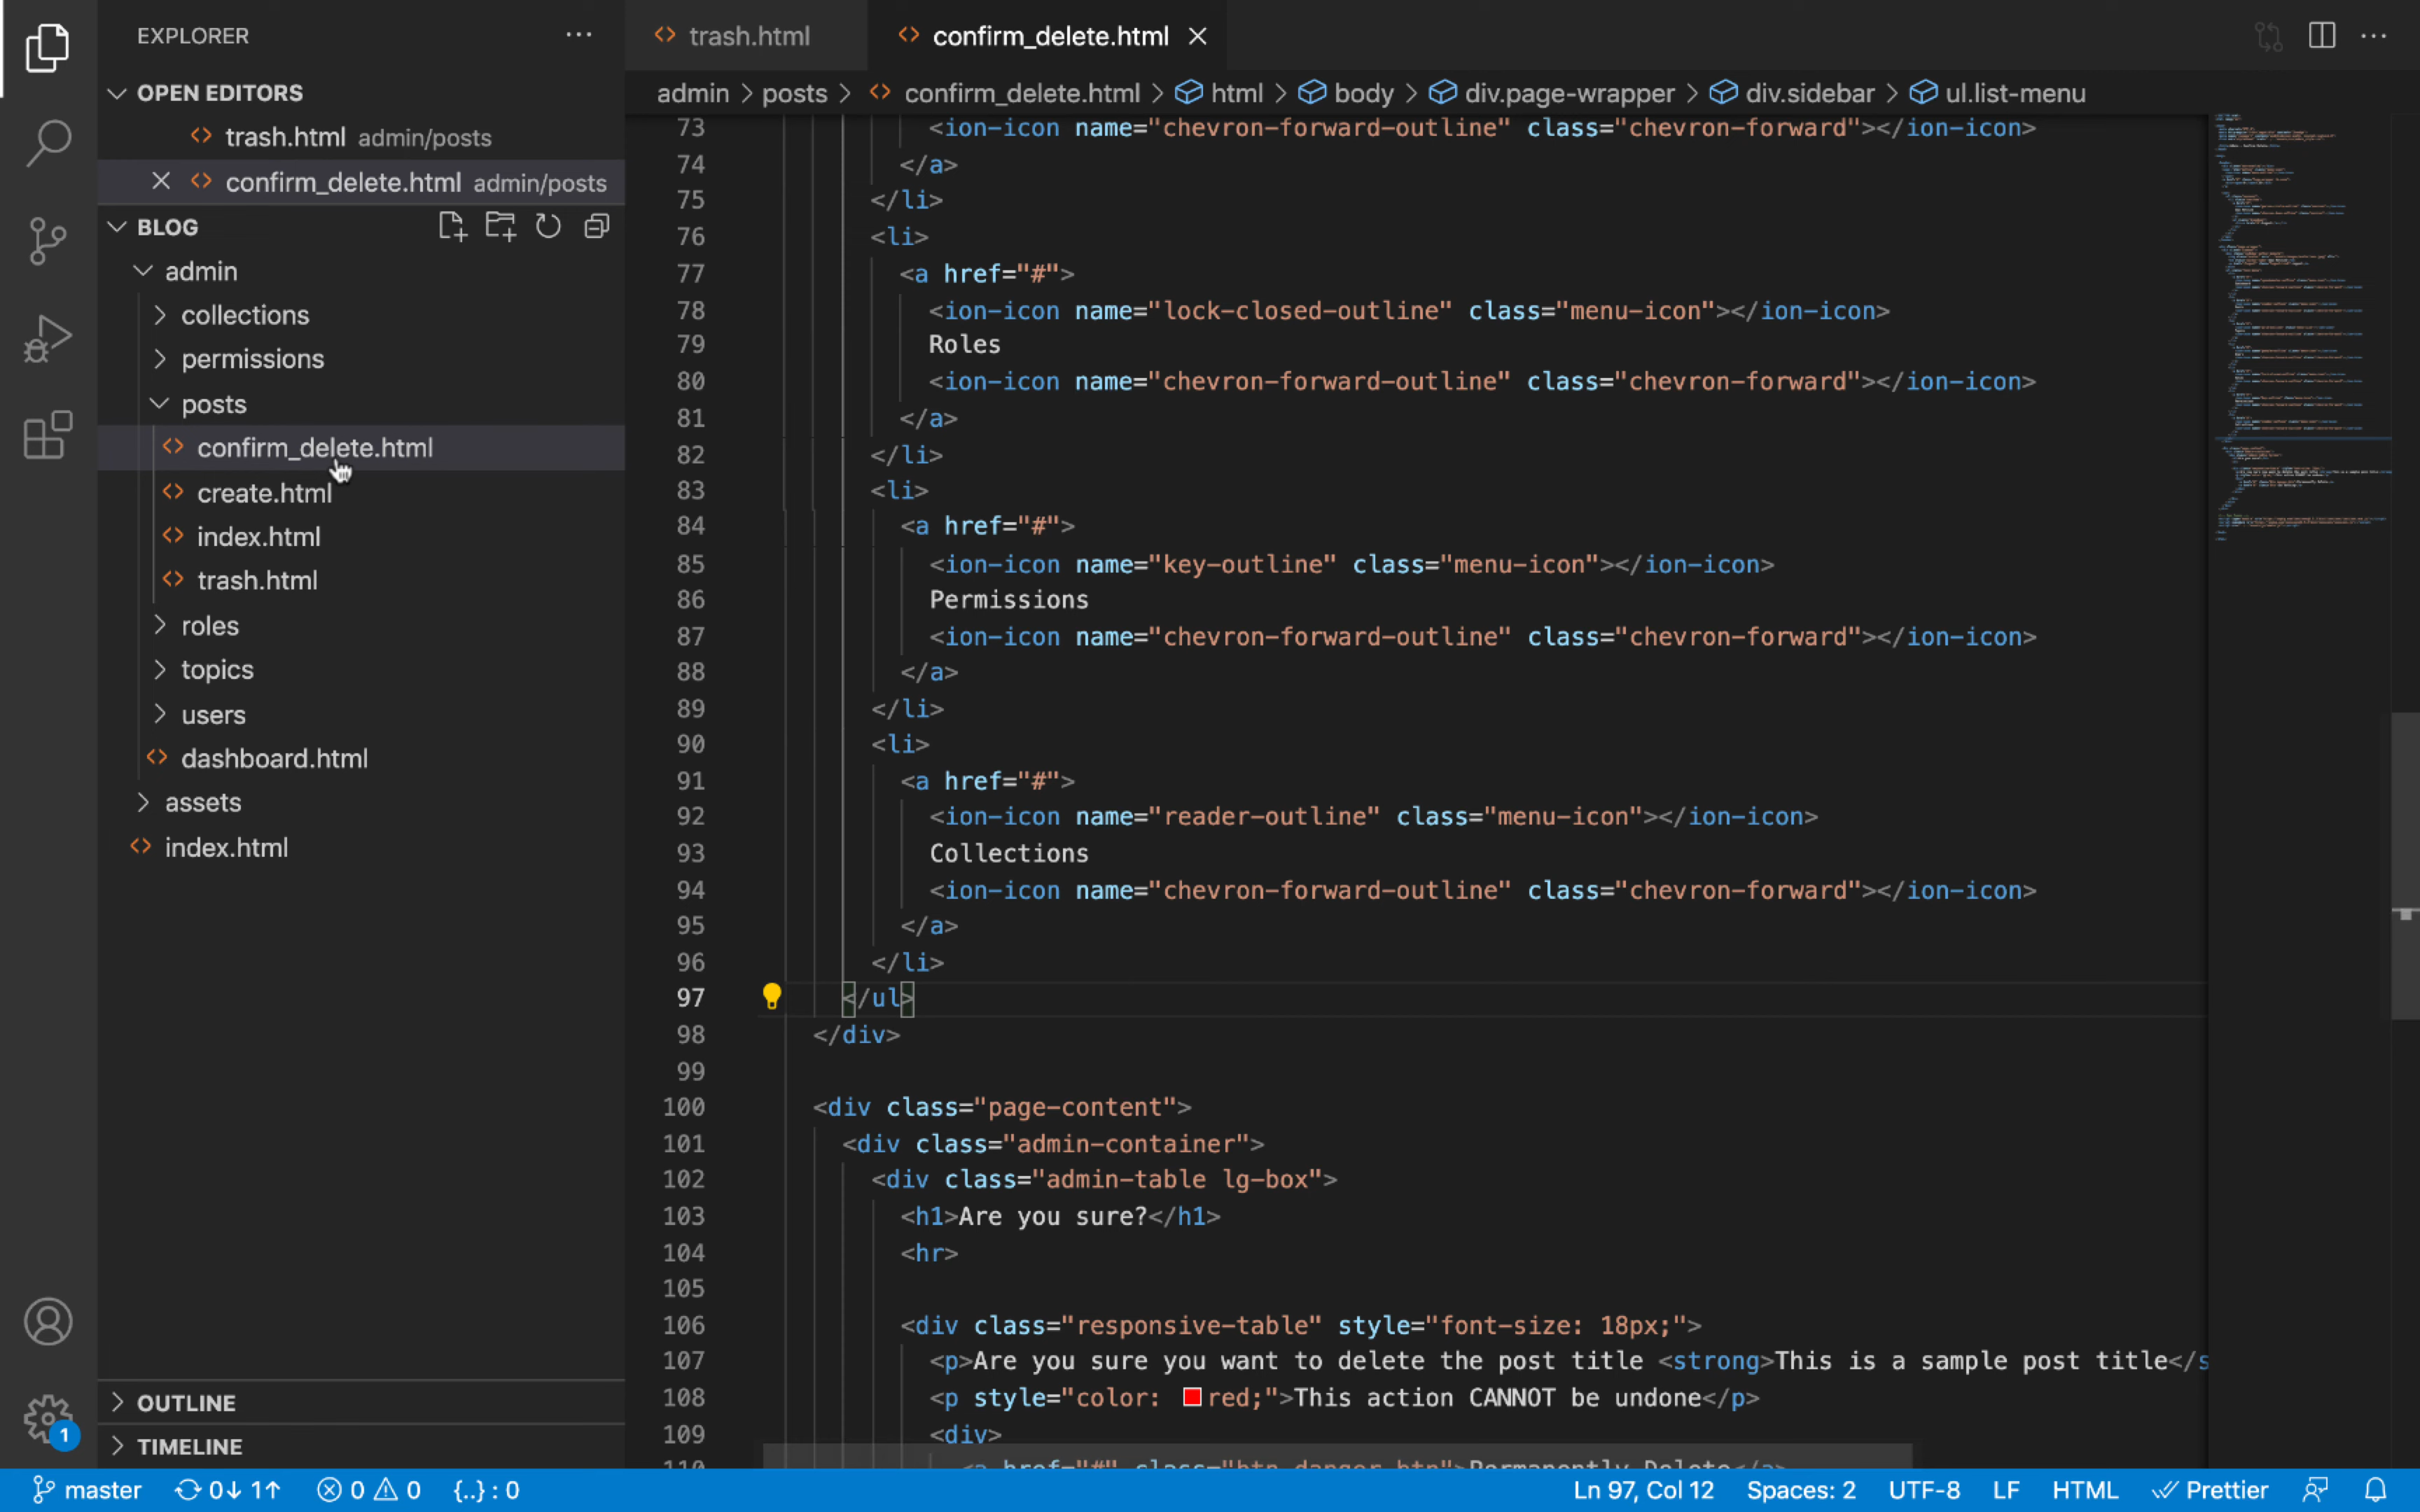 EXPLORER
OPEN EDITORS
trash.html admin/posts
confirm_delete.html admin/posts
BLOG
admin
collections
permissions
posts
confirm_delete.html
create.html
index.html
trash.html
roles
topics
users
dashboard.html
assets
index.html
OUTLINE
TIMELINE
trash.html
confirm_delete.html
admin > posts > confirm_delete.html > html > body > div.page-wrapper > div.sidebar > ul.list-menu
73 <ion-icon name="chevron-forward-outline" class="chevron-forward"></ion-icon>
74 </a>
75 </li>
76 <li>
77 <a href="#">
78 <ion-icon name="lock-closed-outline" class="menu-icon"></ion-icon>
79 Roles
80 <ion-icon name="chevron-forward-outline" class="chevron-forward"></ion-icon>
81 </a>
82 </li>
83 <li>
84 <a href="#">
85 <ion-icon name="key-outline" class="menu-icon"></ion-icon>
86 Permissions
87 <ion-icon name="chevron-forward-outline" class="chevron-forward"></ion-icon>
88 </a>
89 </li>
90 <li>
91 <a href="#">
92 <ion-icon name="reader-outline" class="menu-icon"></ion-icon>
93 Collections
94 <ion-icon name="chevron-forward-outline" class="chevron-forward"></ion-icon>
95 </a>
96 </li>
97 </ul>
98 </div>
99
100 <div class="page-content">
101 <div class="admin-container">
102 <div class="admin-table lg-box">
103 <h1>Are you sure?</h1>
104 <hr>
105
106 <div class="responsive-table" style="font-size: 18px;">
107 <p>Are you sure you want to delete the post title <strong>This is a sample post title</s
108 <p style="color: red;">This action CANNOT be undone</p>
109 <div>
110 <a href="#" class="btn danger-btn">Permanently Delete</a>
master 0↓ 1↑ 0 0 {..} : 0 Ln 97, Col 12 Spaces: 2 UTF-8 LF HTML Prettier
1